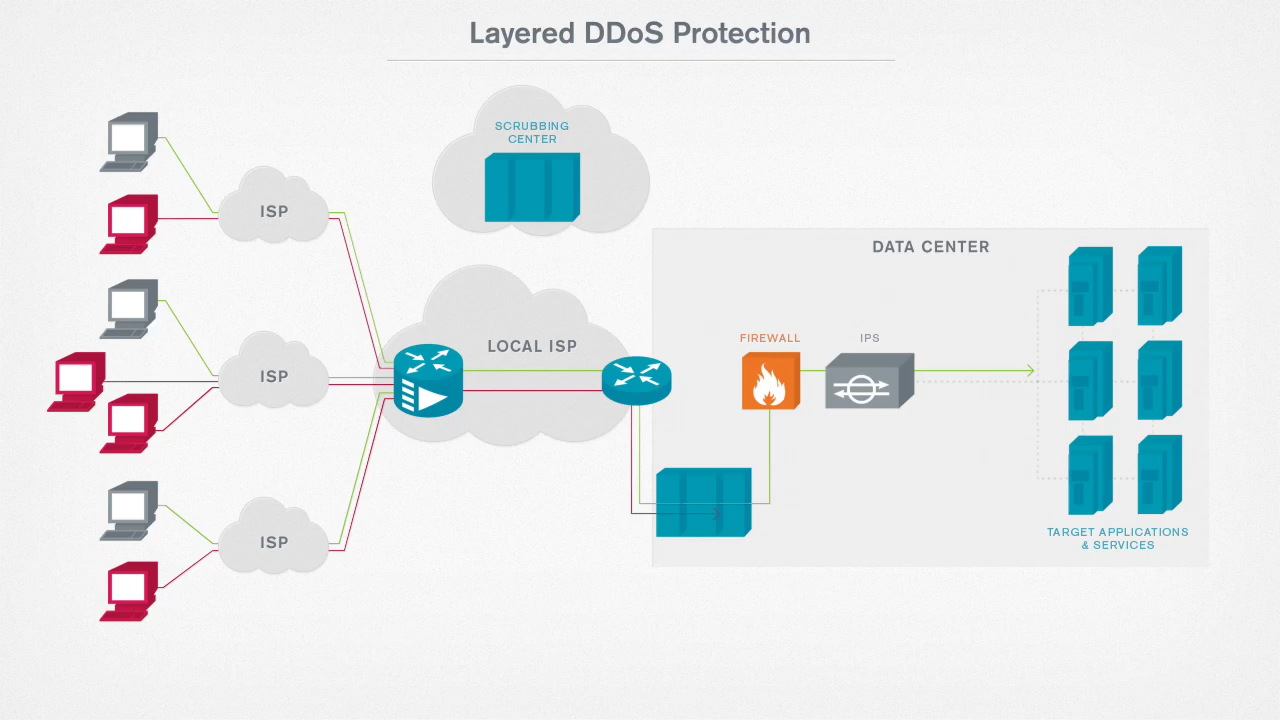 Layered DDoS Protection
SCRUBBING
CENTER
ISP
DATA CENTER
LOCAL ISP
FIREWALL
IPS
ISP
ISP
TARGET APPLICATIONS
& SERVICES